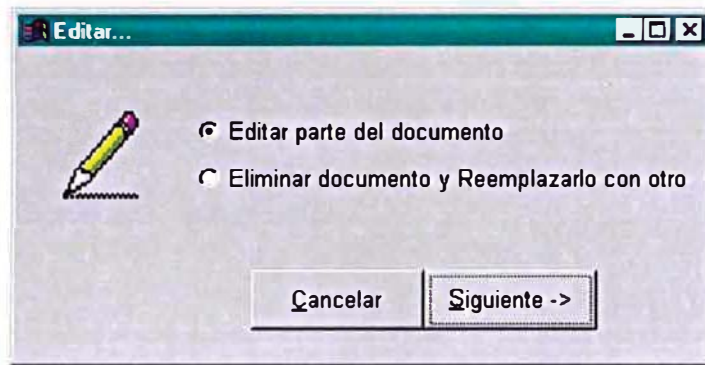 Editar...
Editar parte del documento
Eliminar documento y Reemplazarlo con otro
Cancelar
Siguiente ->